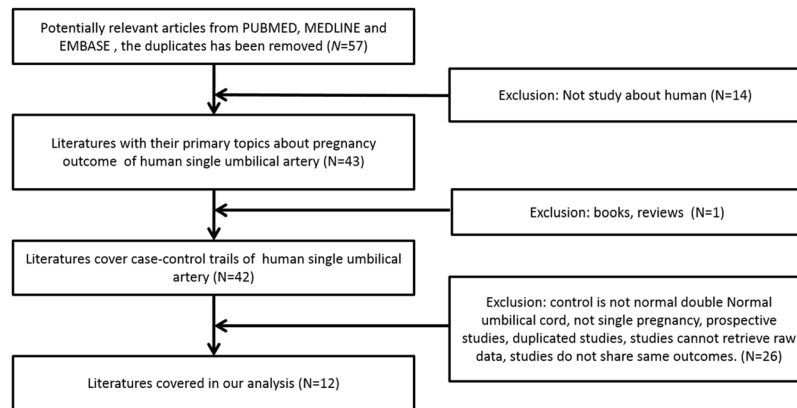 Potentially relevant articles from PUBMED, MEDLINE and
EMBASE , the duplicates has been removed (N=57)
Exclusion: Not study about human (N=14)
Literatures with their primary topics about pregnancy
outcome of human single umbilical artery (N=43)
Exclusion: books, reviews (N=1)
Literatures cover case-control trails of human single umbilical
artery (N=42)
Exclusion: control is not normal double Normal
umbilical cord, not single pregnancy, prospective
studies, duplicated studies, studies cannot retrieve raw
data, studies do not share same outcomes. (N=26)
Literatures covered in our analysis (N=12)